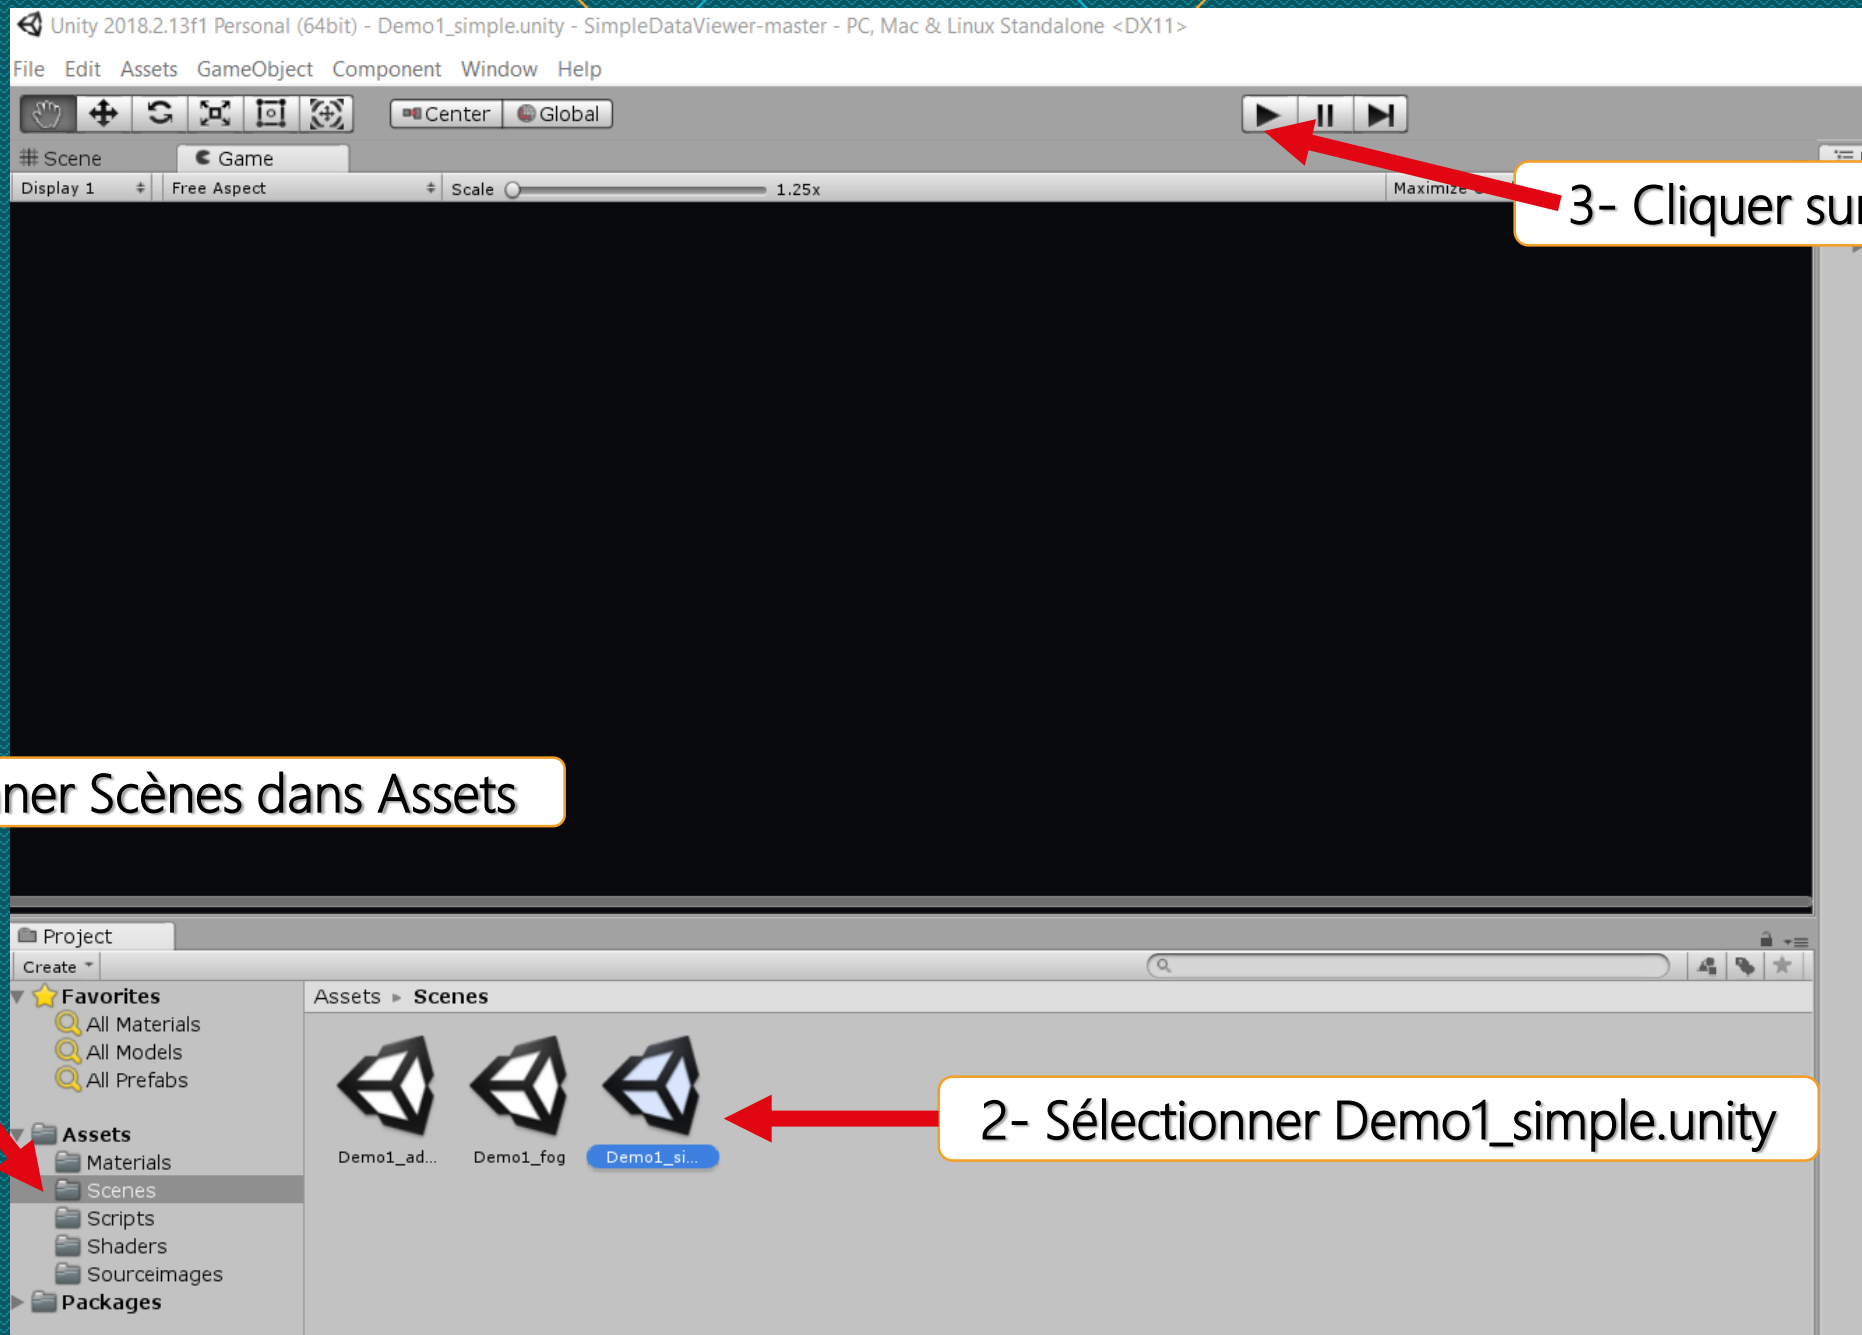 Unity 2018.2.13f1 Personal (64bit) - Demo1_simple.unity - SimpleDataViewer-master - PC, Mac & Linux Standalone <DX11>
File Edit Assets GameObject Component Window Help
Center Global
Scene Game
Display 1 Free Aspect Scale 1.25x
3- Cliquer sur
Scènes dans Assets
Project
Create
Favorites
All Materials
All Models
All Prefabs
Assets
Materials
Scenes
Scripts
Shaders
Sourceimages
Packages
Assets ▸ Scenes
Demo1_ad... Demo1_fog Demo1_si...
2- Sélectionner Demo1_simple.unity